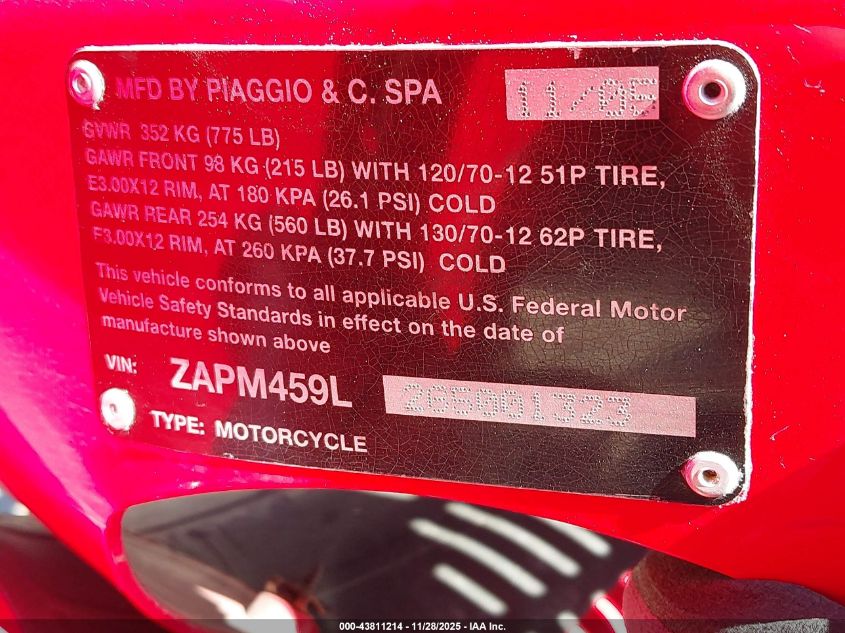 MFD BY PIAGGIO & C. SPA
GVWR 352 KG (775 LB)
GAWR FRONT 98 KG (215 LB) WITH 120/70-12 51P TIRE,
E3.00X12 RIM, AT 180 KPA (26.1 PSI) COLD
GAWR REAR 254 KG (560 LB) WITH 130/70-12 62P TIRE,
F3.00X12 RIM, AT 260 KPA (37.7 PSI) COLD
This vehicle conforms to all applicable U.S. Federal Motor
Vehicle Safety Standards in effect on the date of
manufacture shown above
VIN: ZAPM459L 265001323
TYPE: MOTORCYCLE
000-43811214 - 11/28/2025 - IAA Inc.